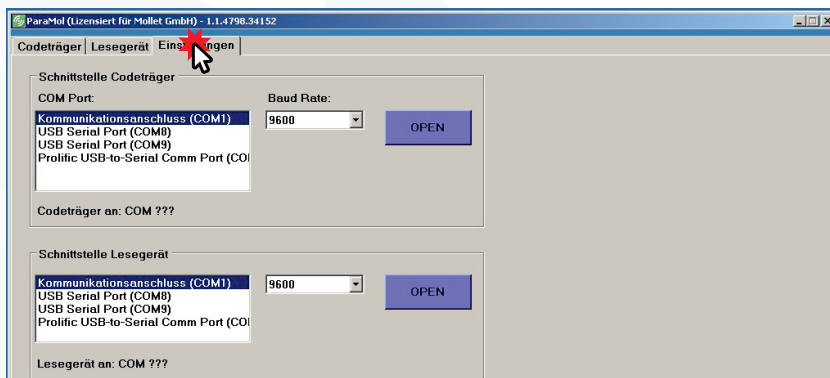 ParaMol (Lizensiert für Mollet GmbH) - 1.1.4798.34152
Codeträger Lesegerät
Schnittstelle Codeträger
COM Port: Baud Rate:
Kommunikationsanschluss (COM1) 9600 OPEN
USB Serial Port (COM8)
USB Serial Port (COM9)
Prolific USB-to-Serial Comm Port (CO
Codeträger an: COM ???
Schnittstelle Lesegerät
Kommunikationsanschluss (COM1) 9600 OPEN
USB Serial Port (COM8)
USB Serial Port (COM9)
Prolific USB-to-Serial Comm Port (CO
Lesegerät an: COM ???